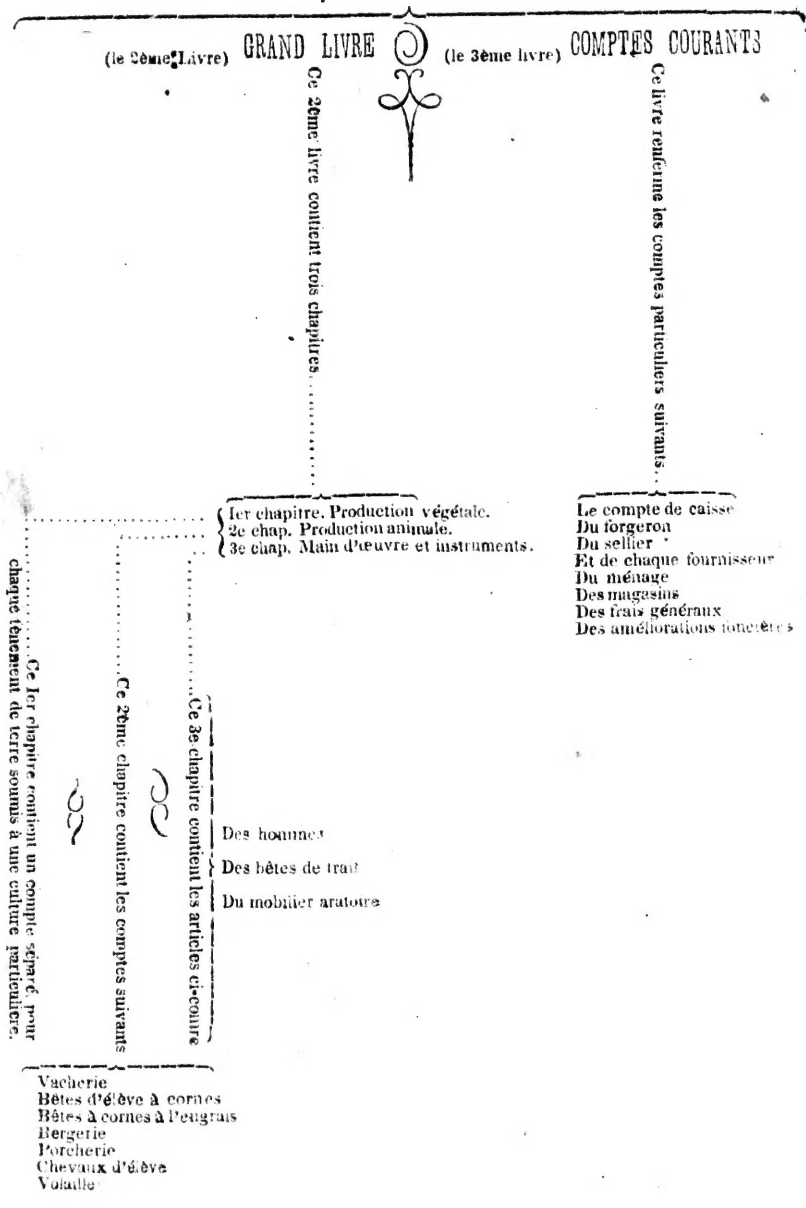 (le 2ème Livre) GRAND LIVRE
(le 3ème livre) COMPTES COURANTS
Ce 2ème livre contient trois chapitres.............
Ce livre renferme les comptes particuliers suivants...
Ier chapitre. Production végétale.
2e chap. Production animale.
3e chap. Main d'œuvre et instruments.
Le compte de caisse
Du forgeron
Du sellier
Et de chaque fournisseur
Du ménage
Des magasins
Des frais généraux
Des améliorations foncières
Ce Ier chapitre contient un compte séparé, pour
chaque tènement de terre soumis à une culture particulière.
Ce 2ème chapitre contient les comptes suivants
Ce 3e chapitre contient les articles ci-contre
Des hommes
Des bêtes de trait
Du mobilier aratoire
Vacherie
Bêtes d'élève à cornes
Bêtes à cornes à l'engrais
Bergerie
Porcherie
Chevaux d'élève
Volaille